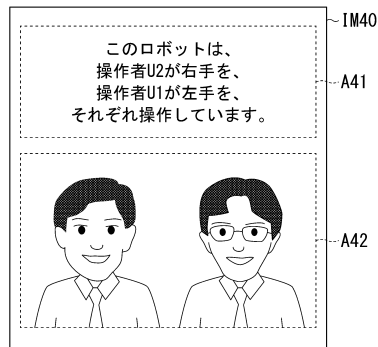 IM40
このロボットは、
操作者U2が右手を、
操作者U1が左手を、
それぞれ操作しています。
A41
A42